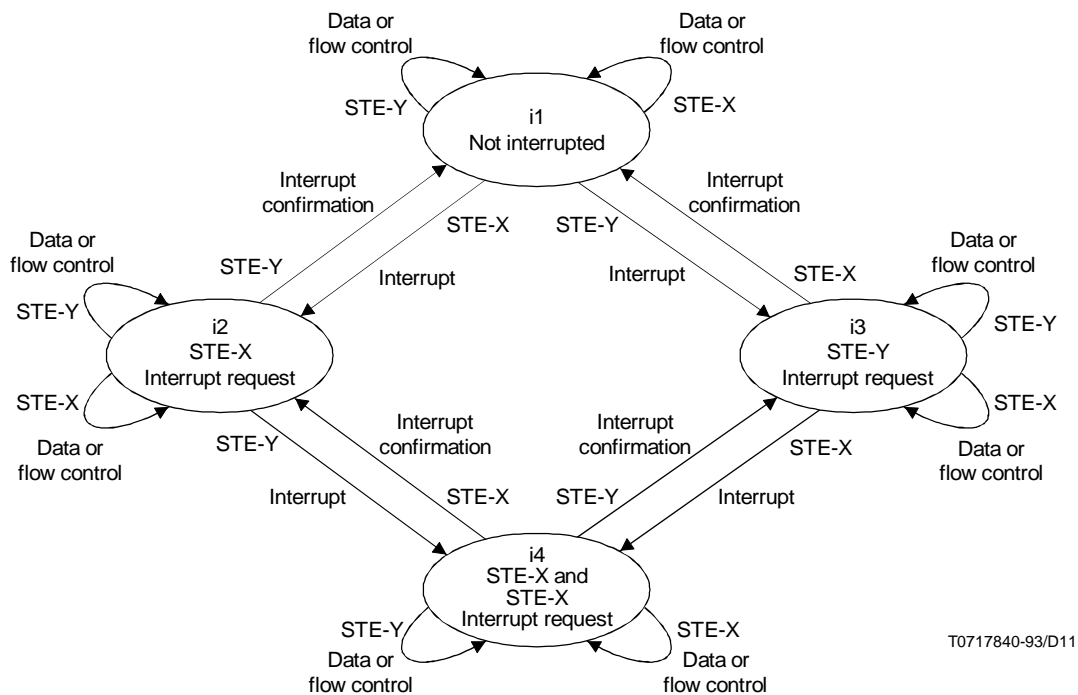 Data or
flow control
Data or
flow control
STE-Y
STE-X
i1
Not interrupted
Interrupt
confirmation
Interrupt
confirmation
STE-X
STE-Y
Data or
flow control
Data or
flow control
STE-Y
Interrupt
Interrupt
STE-X
STE-Y
STE-Y
i2
STE-X
Interrupt request
i3
STE-Y
Interrupt request
STE-X
STE-X
Data or
flow control
Interrupt
confirmation
Interrupt
confirmation
Data or
flow control
STE-Y
STE-X
Interrupt
STE-X
STE-Y
Interrupt
i4
STE-X and
STE-X
Interrupt request
STE-Y
STE-X
Data or
flow control
Data or
flow control
T0717840-93/D11